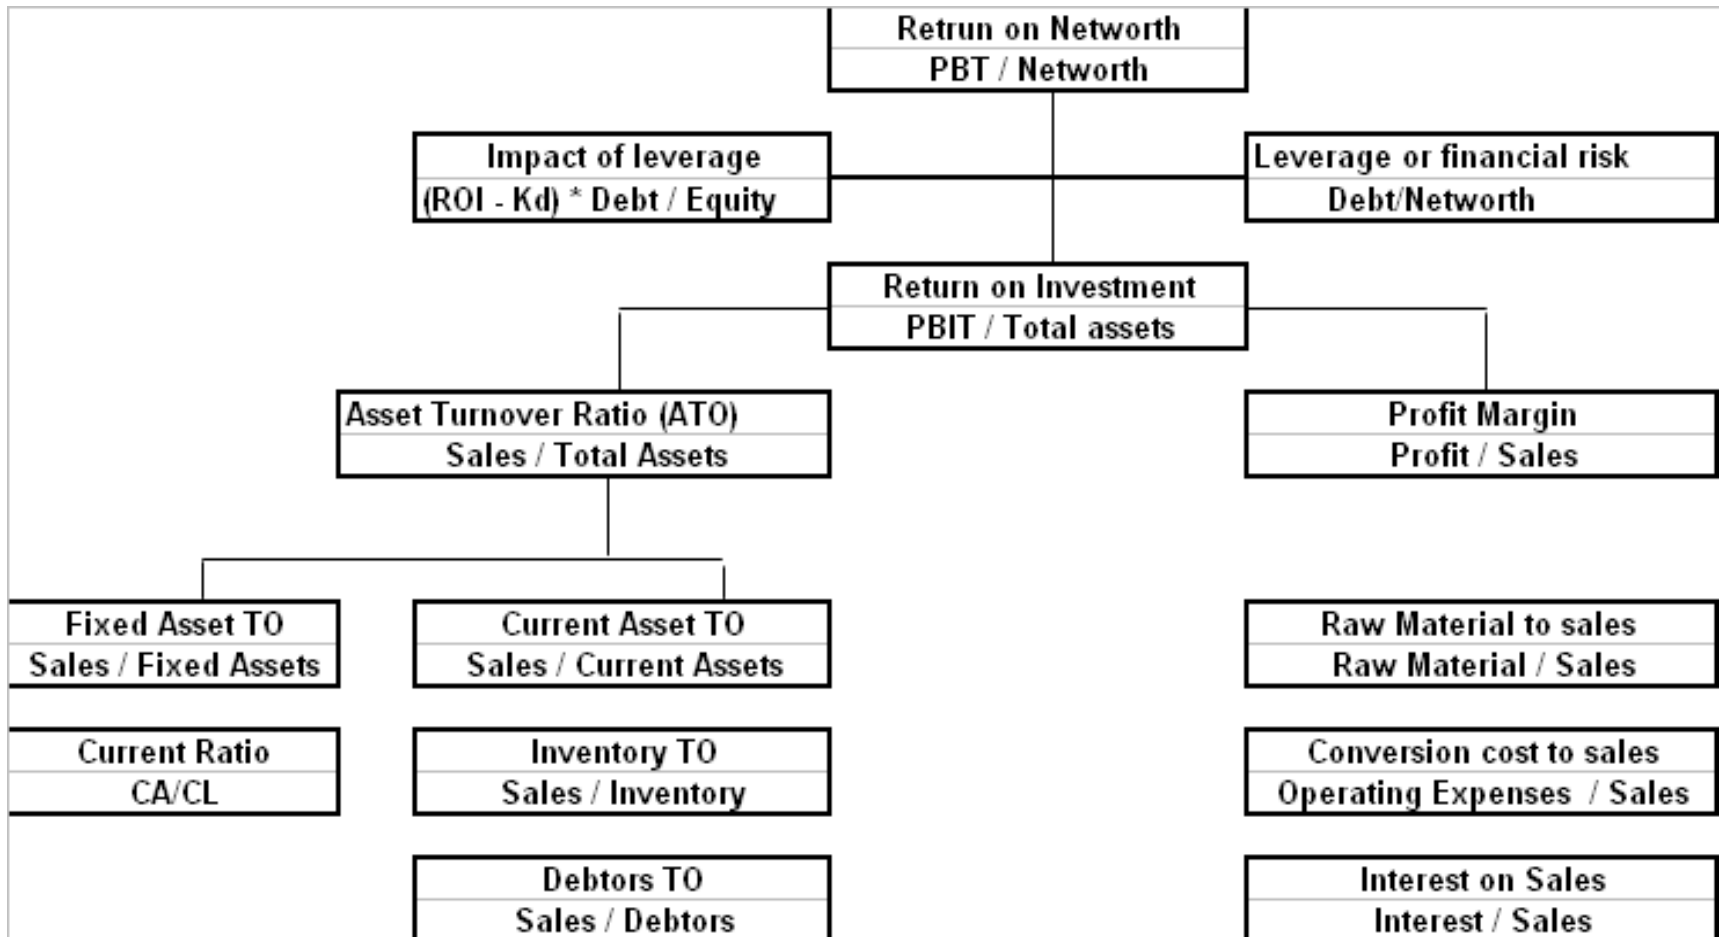 Retrun on Networth
PBT / Networth
Impact of leverage
(ROI - Kd) * Debt / Equity
Leverage or financial risk
Debt/Networth
Return on Investment
PBIT / Total assets
Asset Turnover Ratio (ATO)
Sales / Total Assets
Profit Margin
Profit / Sales
Fixed Asset TO
Sales / Fixed Assets
Current Asset TO
Sales / Current Assets
Raw Material to sales
Raw Material / Sales
Current Ratio
CA/CL
Inventory TO
Sales / Inventory
Conversion cost to sales
Operating Expenses / Sales
Debtors TO
Sales / Debtors
Interest on Sales
Interest / Sales